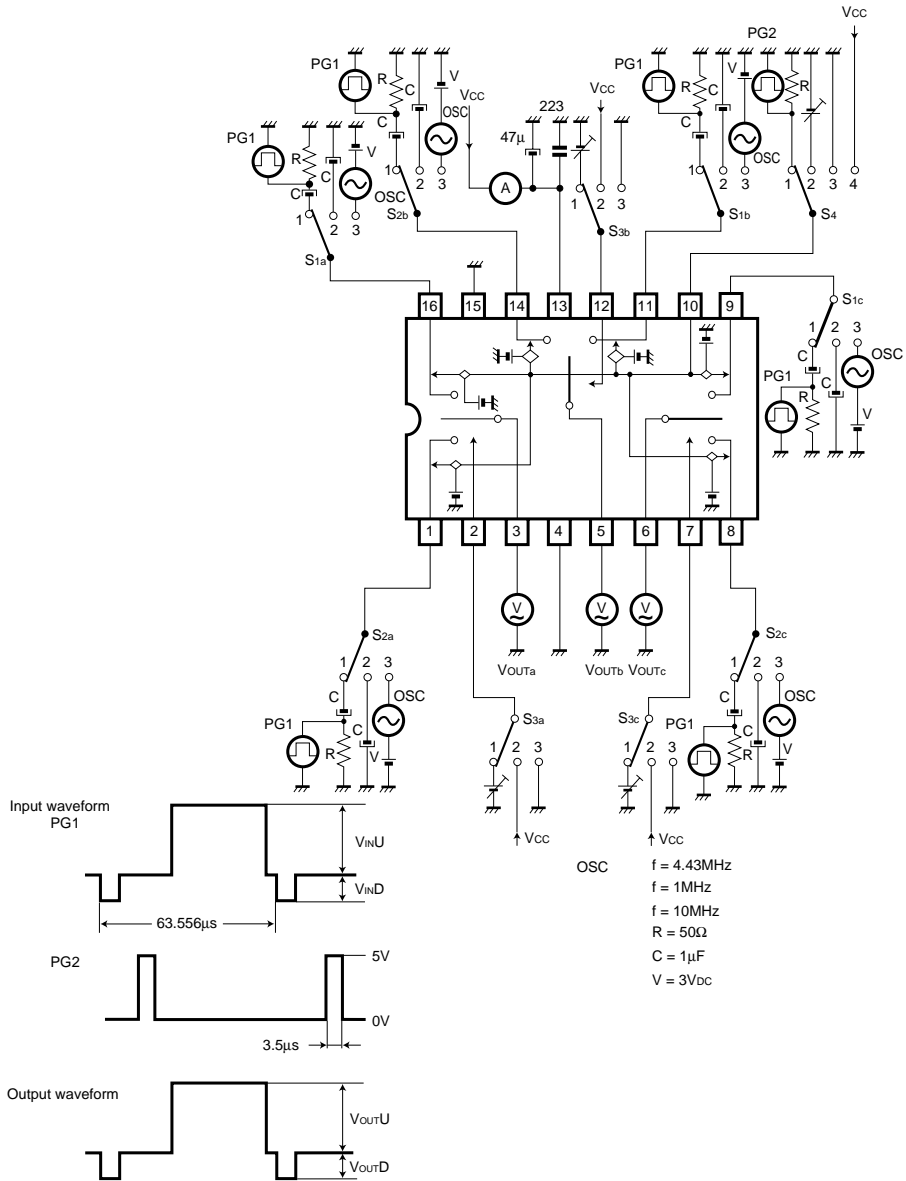 VCC
PG2
PG1
R
C
C
V
OSC
VCC
PG1
R
C
C
V
OSC
R
VCC
223
47μ
PG1
R
C
C
V
OSC
A
1 2 3
S2b
1 2 3
S3b
1 2 3
S1b
1 2 3 4
S4
1 2 3
S1a
16 15 14 13 12 11 10 9
S1c
1 2 3
C
OSC
PG1
R
C
V
1 2 3 4 5 6 7 8
V
V
V
VOUTa
VOUTb
VOUTc
S2a
1 2 3
C
OSC
PG1
R
C
V
S3a
1 2 3
VCC
S3c
1 2 3
VCC
S2c
1 2 3
C
OSC
PG1
R
C
V
Input waveform
PG1
VINU
VIND
63.556μs
PG2
5V
0V
3.5μs
Output waveform
VOUTU
VOUTD
OSC
f = 4.43MHz
f = 1MHz
f = 10MHz
R = 50Ω
C = 1μF
V = 3VDC